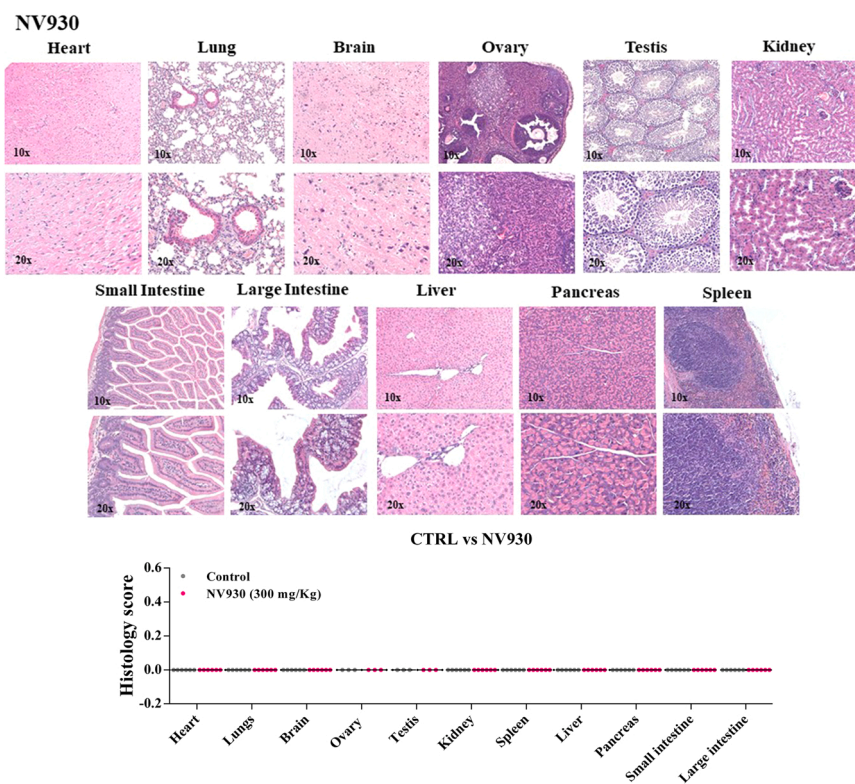 NV930
Heart Lung Brain Ovary Testis Kidney
10x 10x 10x 10x 10x 10x
20x 20x 20x 20x 20x 20x
Small Intestine Large Intestine Liver Pancreas Spleen
10x 10x 10x 10x 10x
20x 20x 20x 20x 20x
CTRL vs NV930
Histology score
0.6
0.4
0.2
0.0
-0.2
Control
NV930 (300 mg/Kg)
Heart Lungs Brain Ovary Testis Kidney Spleen Liver Pancreas Small intestine Large intestine